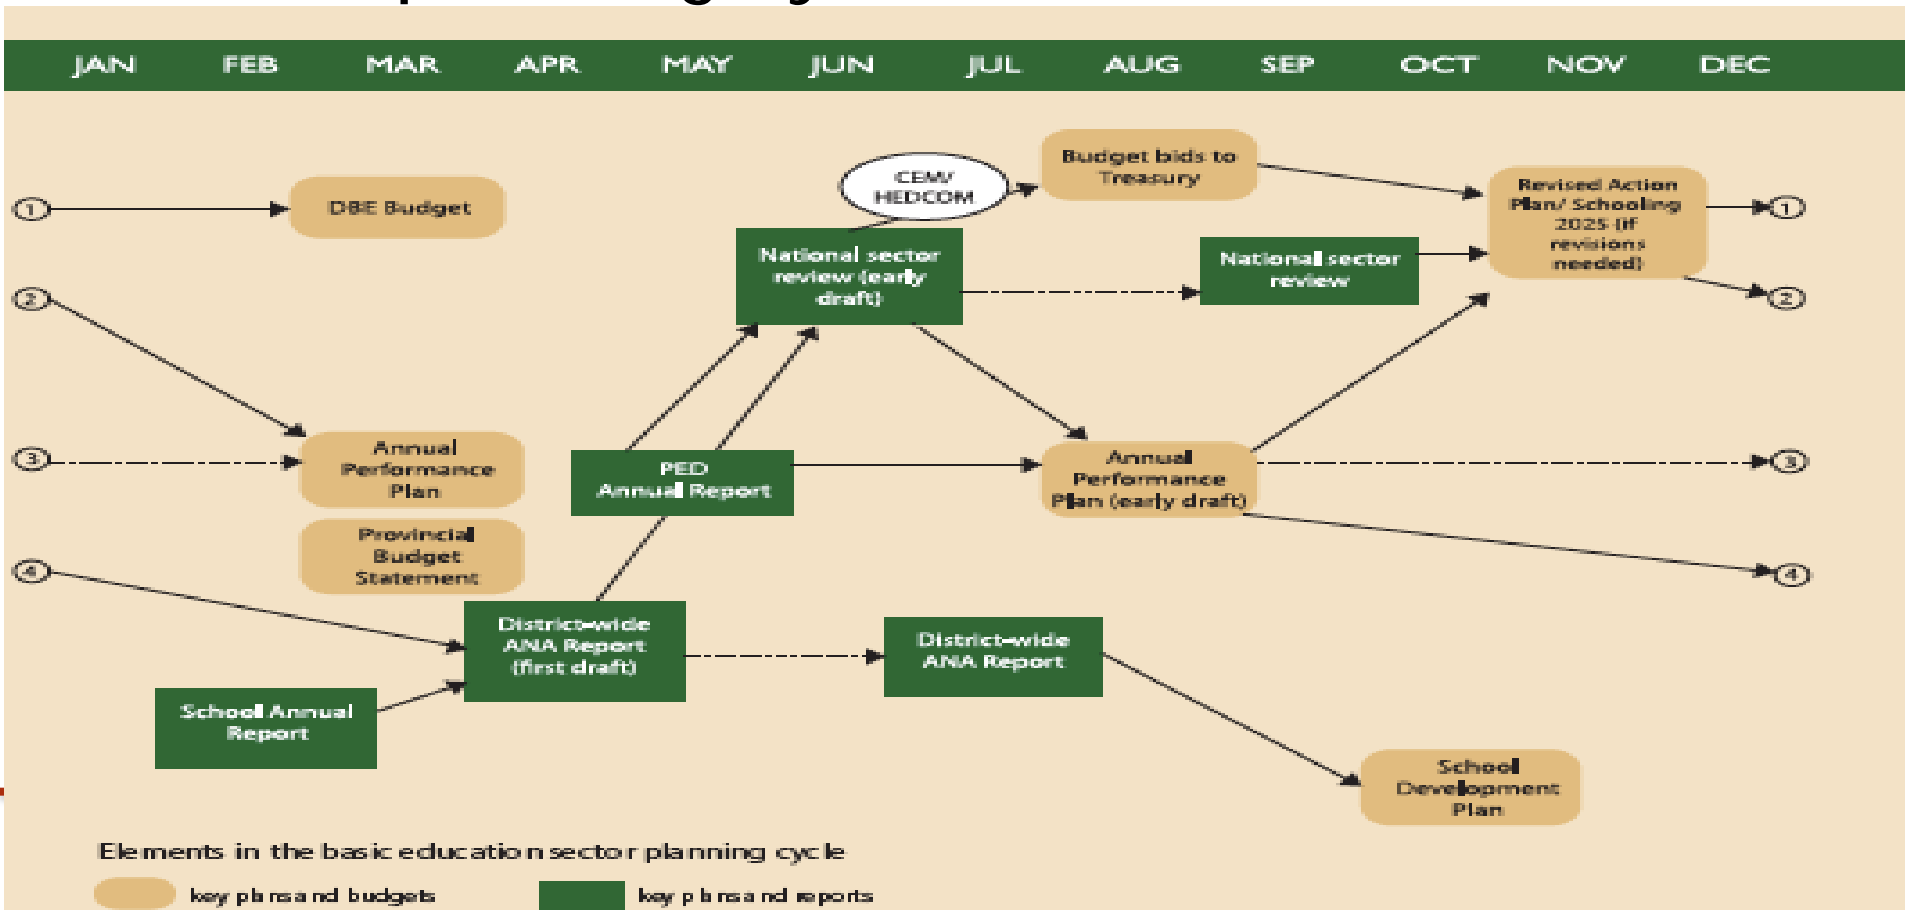 JAN FEB MAR APR MAY JUN JUL AUG SEP OCT NOV DEC
Budget bids to
Treasury
CEM/
HEDCOM
Revised Action
Plan/ Schooling
2025 (if
revisions
needed)
1
DBE Budget
1
National sector
review (early
draft)
National sector
review
2
2
3
Annual
Performance
Plan
PED
Annual Report
Annual
Performance
Plan (early draft)
3
Provincial
Budget
Statement
4
4
District-wide
ANA Report
(first draft)
District-wide
ANA Report
School Annual
Report
School
Development
Plan
Elements in the basic education sector planning cycle
key plans and budgets
key plans and reports